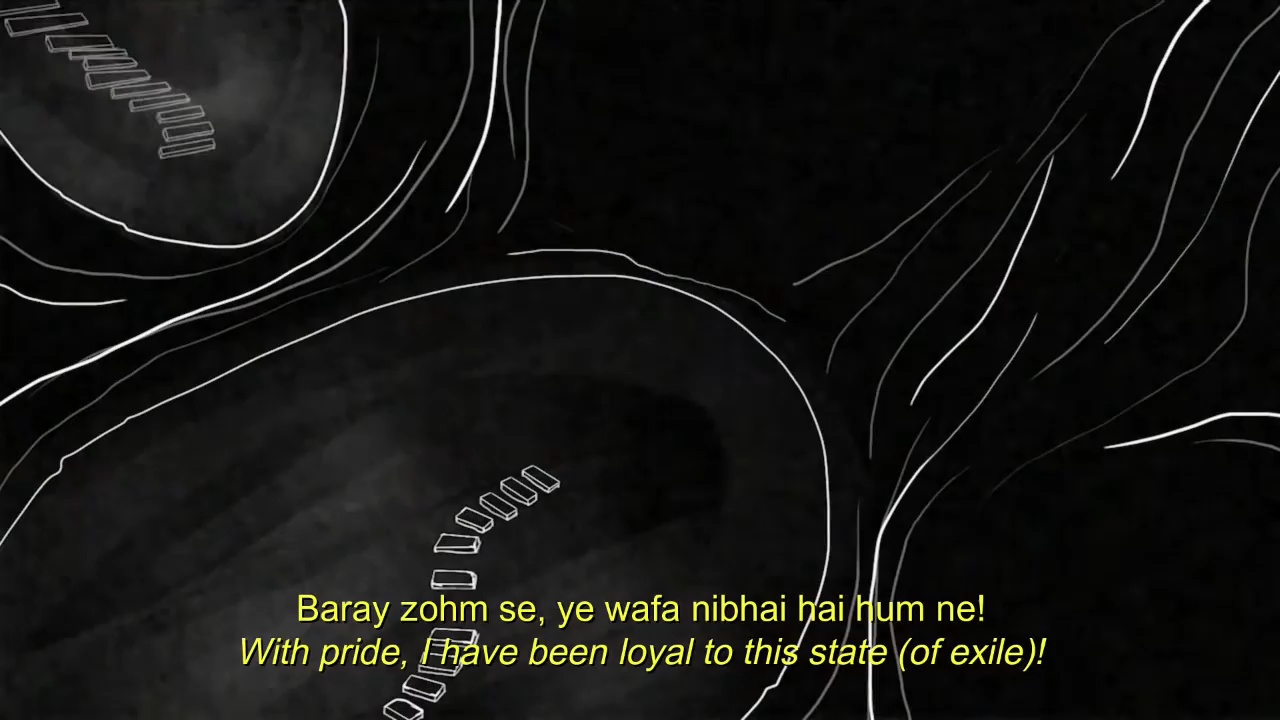 Baray zohm se, ye wafa nibhai hai hum ne!
With pride, I have been loyal to this state (of exile)!